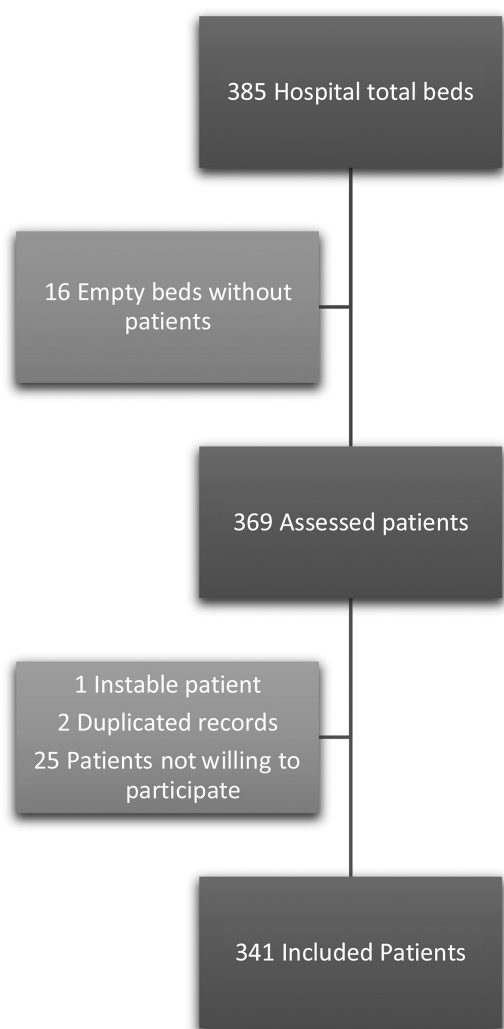 385 Hospital total beds
16 Empty beds without
patients
369 Assessed patients
1 Instable patient
2 Duplicated records
25 Patients not willing to
participate
341 Included Patients